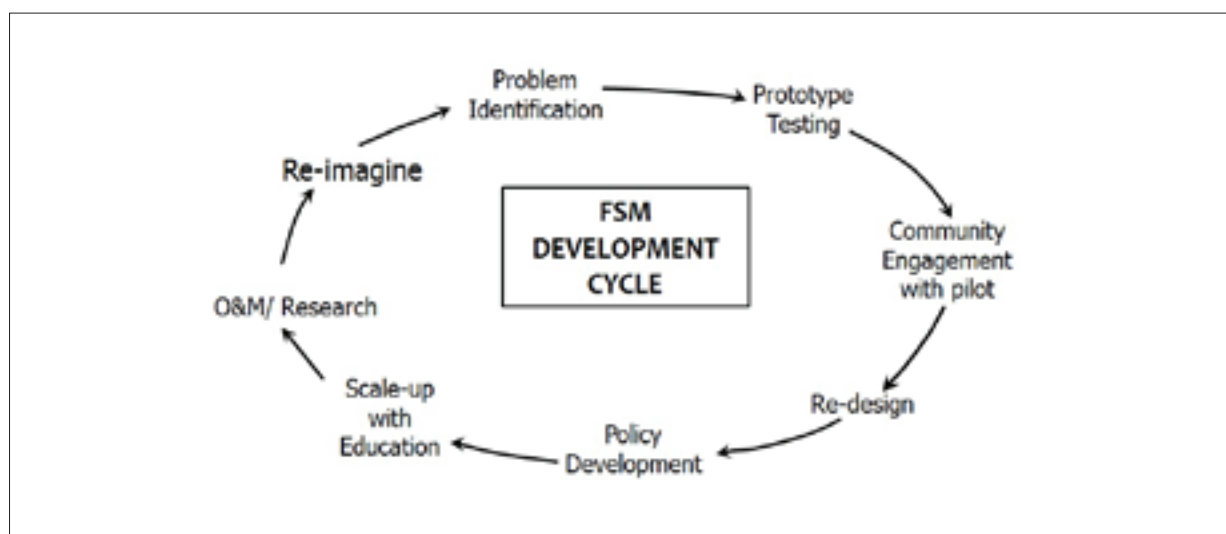 Problem
Identification
Prototype
Testing
Community
Engagement
with pilot
Re-design
Policy
Development
Scale-up
with
Education
O&M/ Research
Re-imagine
FSM
DEVELOPMENT
CYCLE